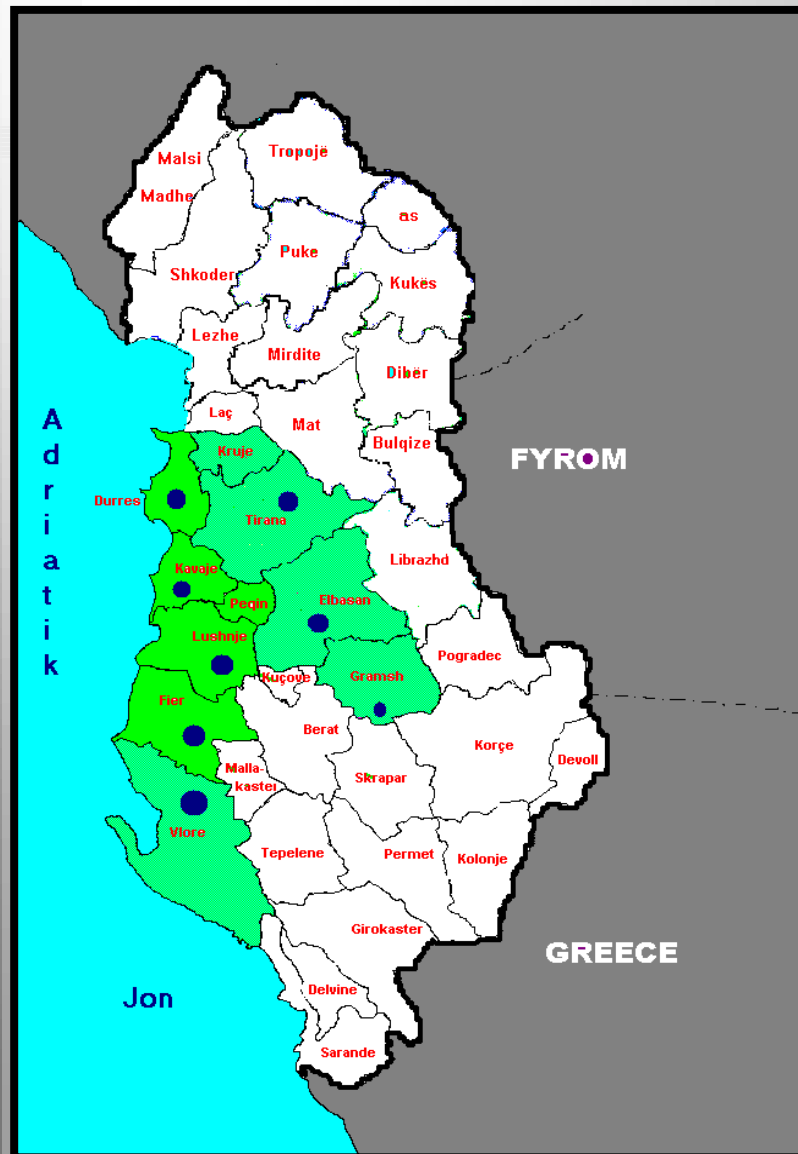 Malsi
Madhe
Tropojë
as
Shkoder
Puke
Kukës
Lezhe
Mirdite
Dibër
Laç
Mat
Bulqize
Kruje
FYROM
Durres
Tirana
Librazhd
Kavaje
Peqin
Elbasan
Lushnje
Pogradec
Kuçove
Gramsh
Fier
Berat
Korçe
Devoll
Malla-
kaster
Skrapar
Vlore
Tepelene
Permet
Kolonje
Girokaster
GREECE
Delvine
Sarande
Adriatik
Jon